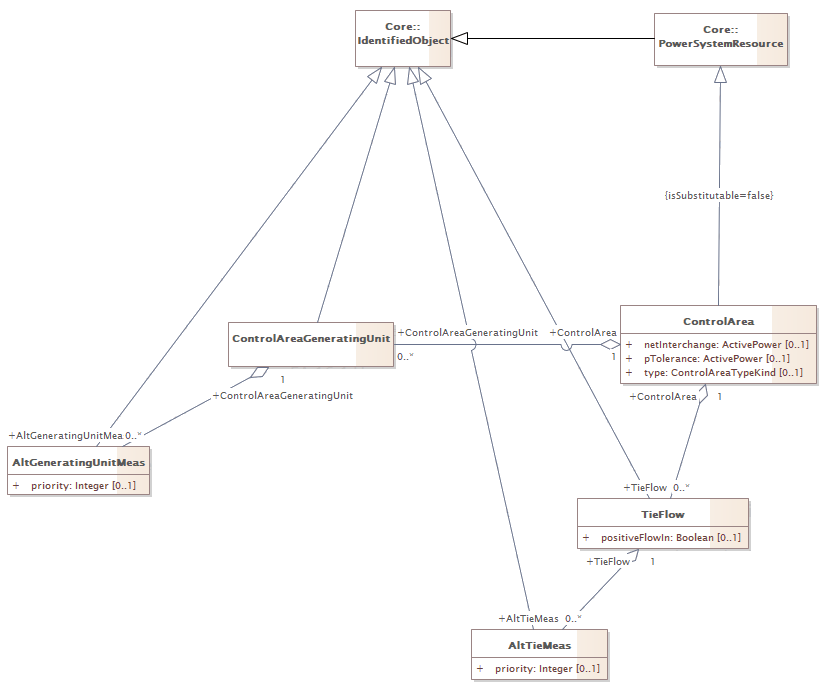 Core::
IdentifiedObject
Core::
PowerSystemResource
{isSubstitutable=false}
ControlArea
+ netInterchange: ActivePower [0..1]
+ pTolerance: ActivePower [0..1]
+ type: ControlAreaTypeKind [0..1]
ControlAreaGeneratingUnit
+ControlAreaGeneratingUnit
+ControlArea
0..*
1
1
+ControlAreaGeneratingUnit
+ControlArea
1
+AltGeneratingUnitMea 0..*
AltGeneratingUnitMeas
+ priority: Integer [0..1]
+TieFlow 0..*
TieFlow
+ positiveFlowIn: Boolean [0..1]
+TieFlow
1
+AltTieMeas 0..*
AltTieMeas
+ priority: Integer [0..1]